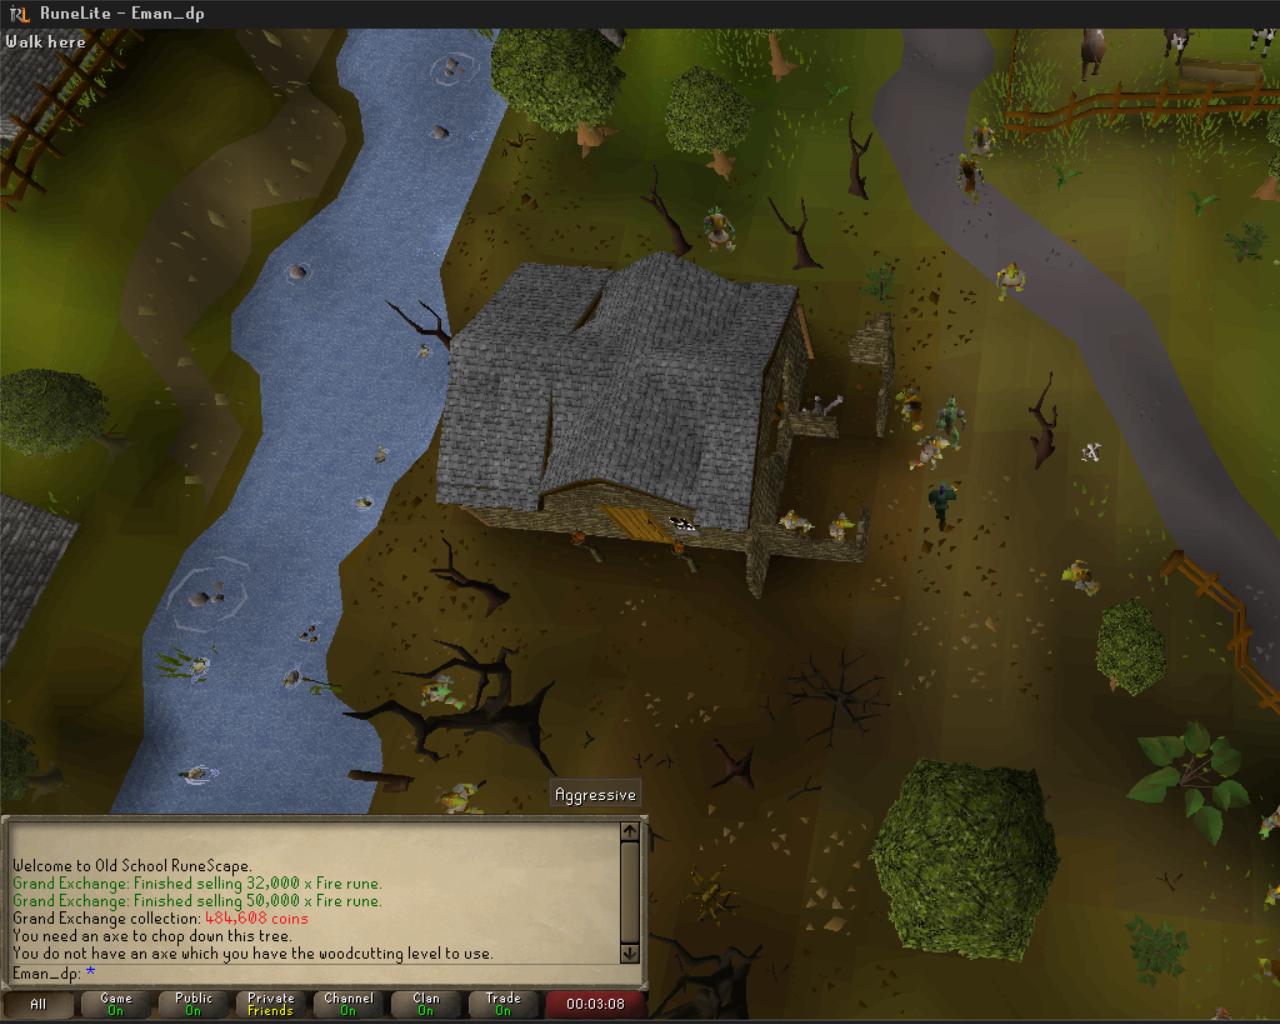 RuneLite - Eman_dp
Walk here
Aggressive
Welcome to Old School RuneScape.
Grand Exchange: Finished selling 32,000 x Fire rune.
Grand Exchange: Finished selling 50,000 x Fire rune.
Grand Exchange collection: 484,608 coins
You need an axe to chop down this tree.
You do not have an axe which you have the woodcutting level to use.
Eman_dp: *
All Game Public Private Channel Clan Trade 00:03:08
On On Friends On On On